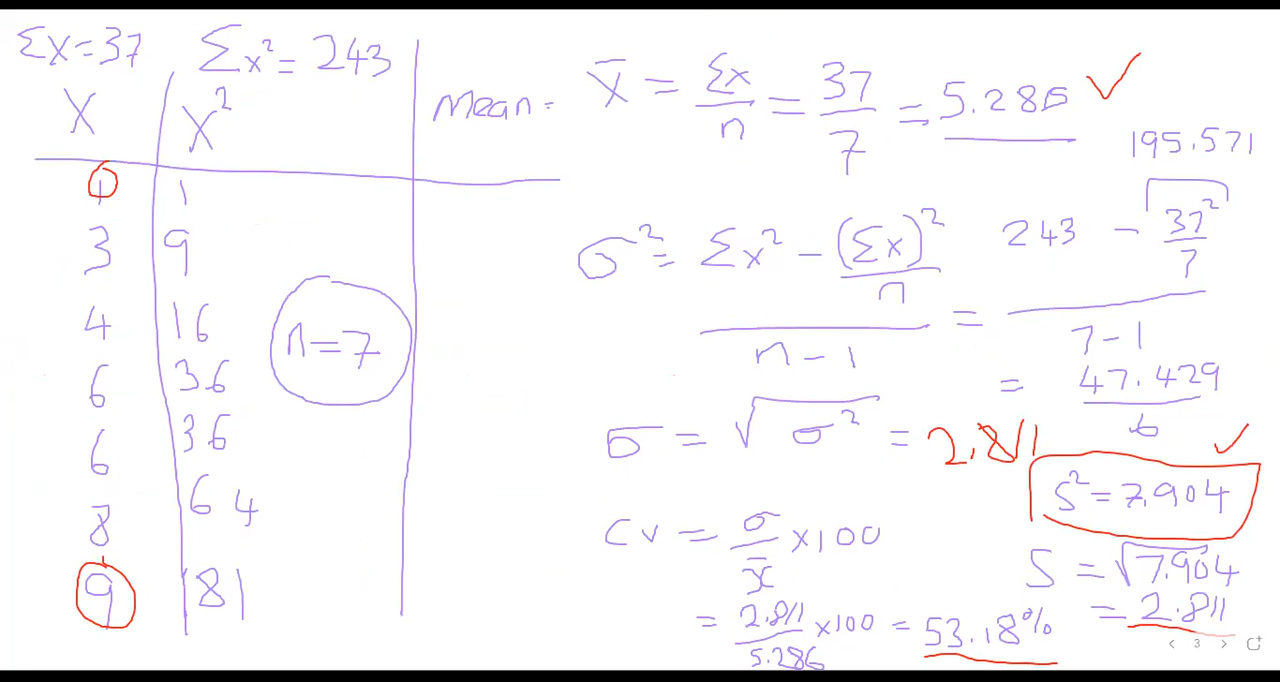 Σx=37 Σx²= 243
X X²
1 1
3 9
4 16
6 36
6 36
8 64
9 81
n=7
Mean = X̄ = Σx/n = 37/7 = 5.286 ✓
195.571
σ² = (Σx² − (Σx)²/n)/(n−1) = (243 − 37²/7)/(7−1)
= 47.429/6
σ = √σ² = 2.811
✓
S² = 7.904
CV = σ/x̄ ×100
S = √7.904
= 2.811/5.286 ×100 = 53.18%
= 2.811
< 3 >